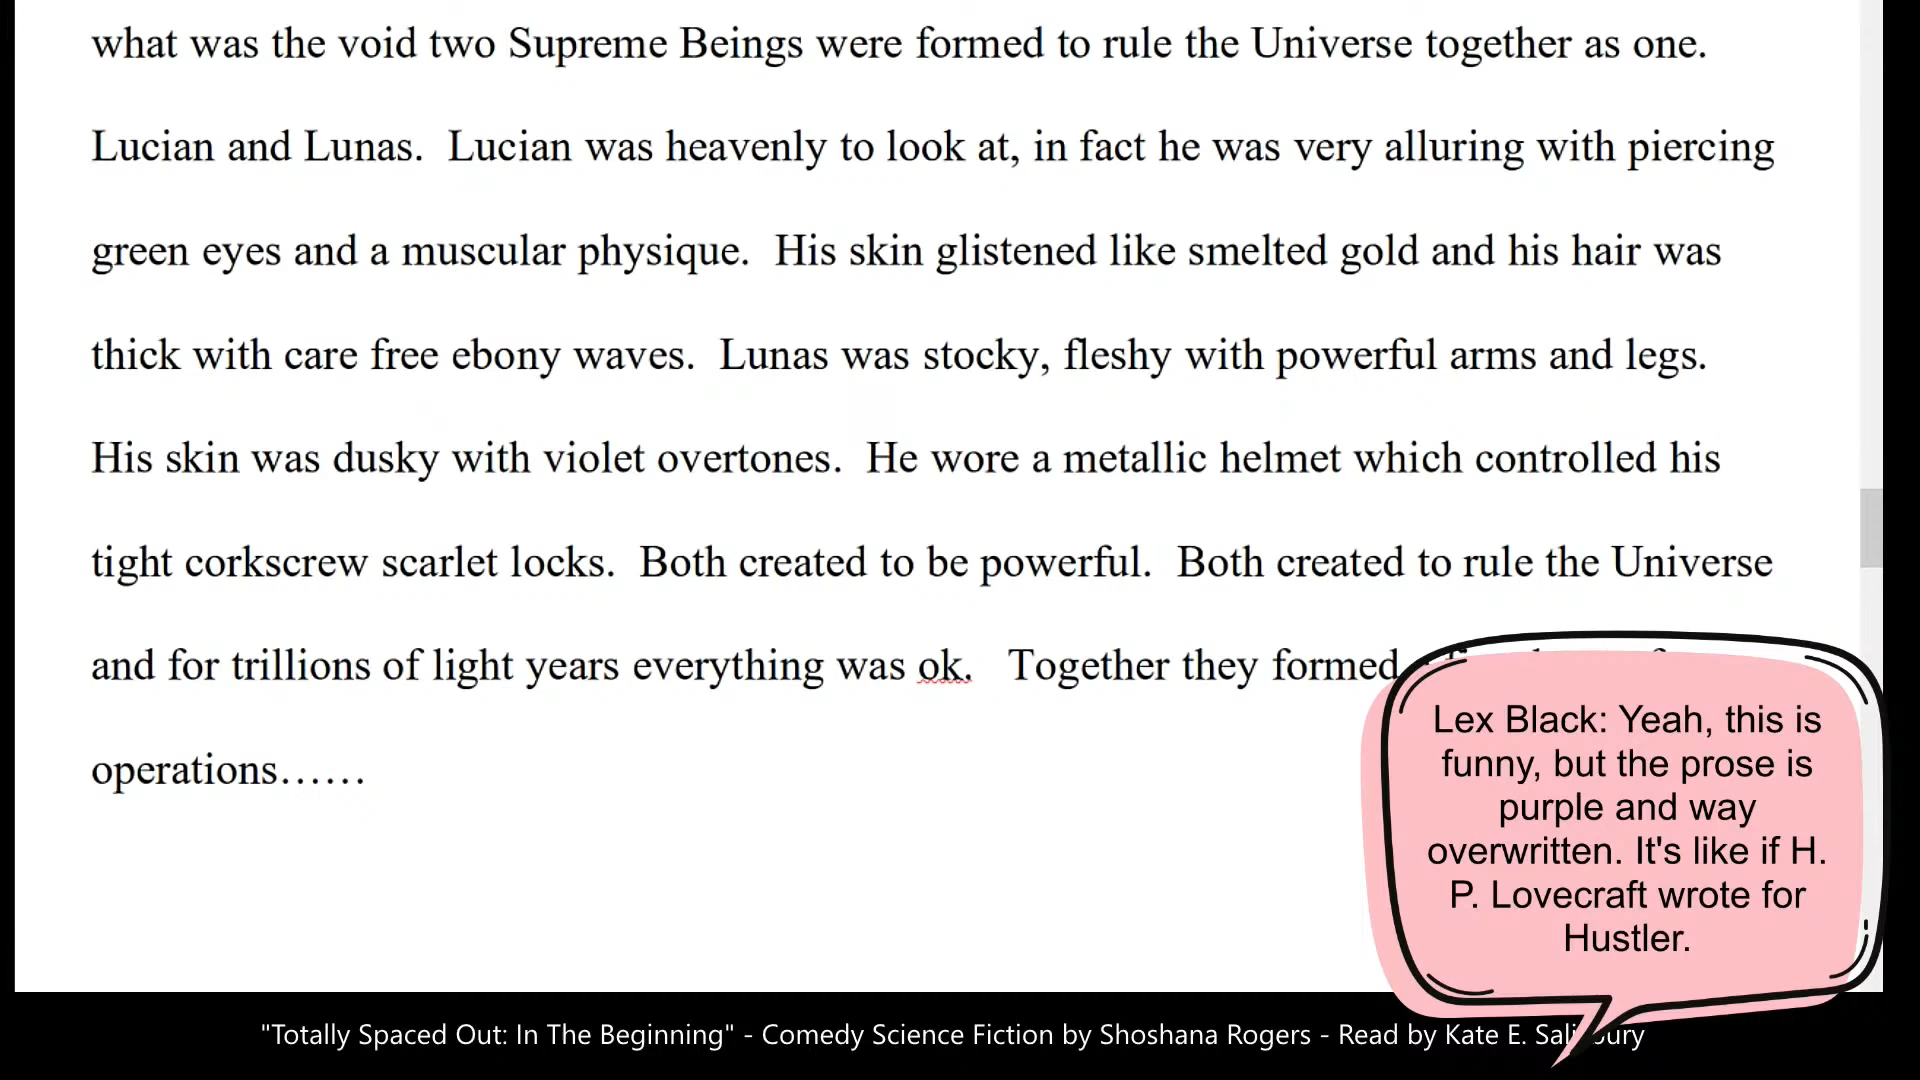 what was the void two Supreme Beings were formed to rule the Universe together as one.
Lucian and Lunas.  Lucian was heavenly to look at, in fact he was very alluring with piercing
green eyes and a muscular physique.  His skin glistened like smelted gold and his hair was
thick with care free ebony waves.  Lunas was stocky, fleshy with powerful arms and legs.
His skin was dusky with violet overtones.  He wore a metallic helmet which controlled his
tight corkscrew scarlet locks.  Both created to be powerful.  Both created to rule the Universe
and for trillions of light years everything was ok.   Together they formed
operations……
Lex Black: Yeah, this is
funny, but the prose is
purple and way
overwritten. It's like if H.
P. Lovecraft wrote for
Hustler.
"Totally Spaced Out: In The Beginning" - Comedy Science Fiction by Shoshana Rogers - Read by Kate E.